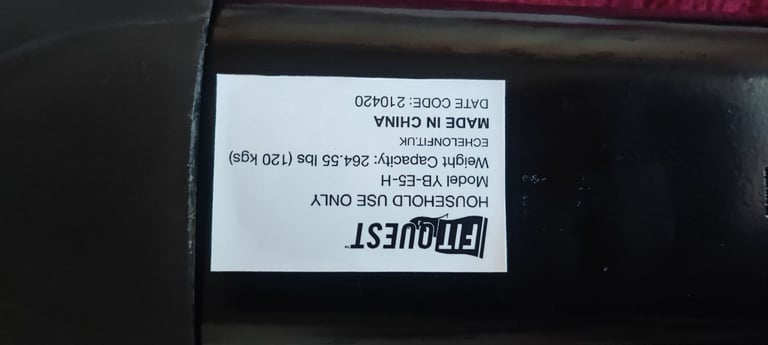 FITQUEST™
HOUSEHOLD USE ONLY
Model YB-E5-H
Weight Capacity: 264.55 lbs (120 kgs)
ECHELONFIT.UK
MADE IN CHINA
DATE CODE: 210420